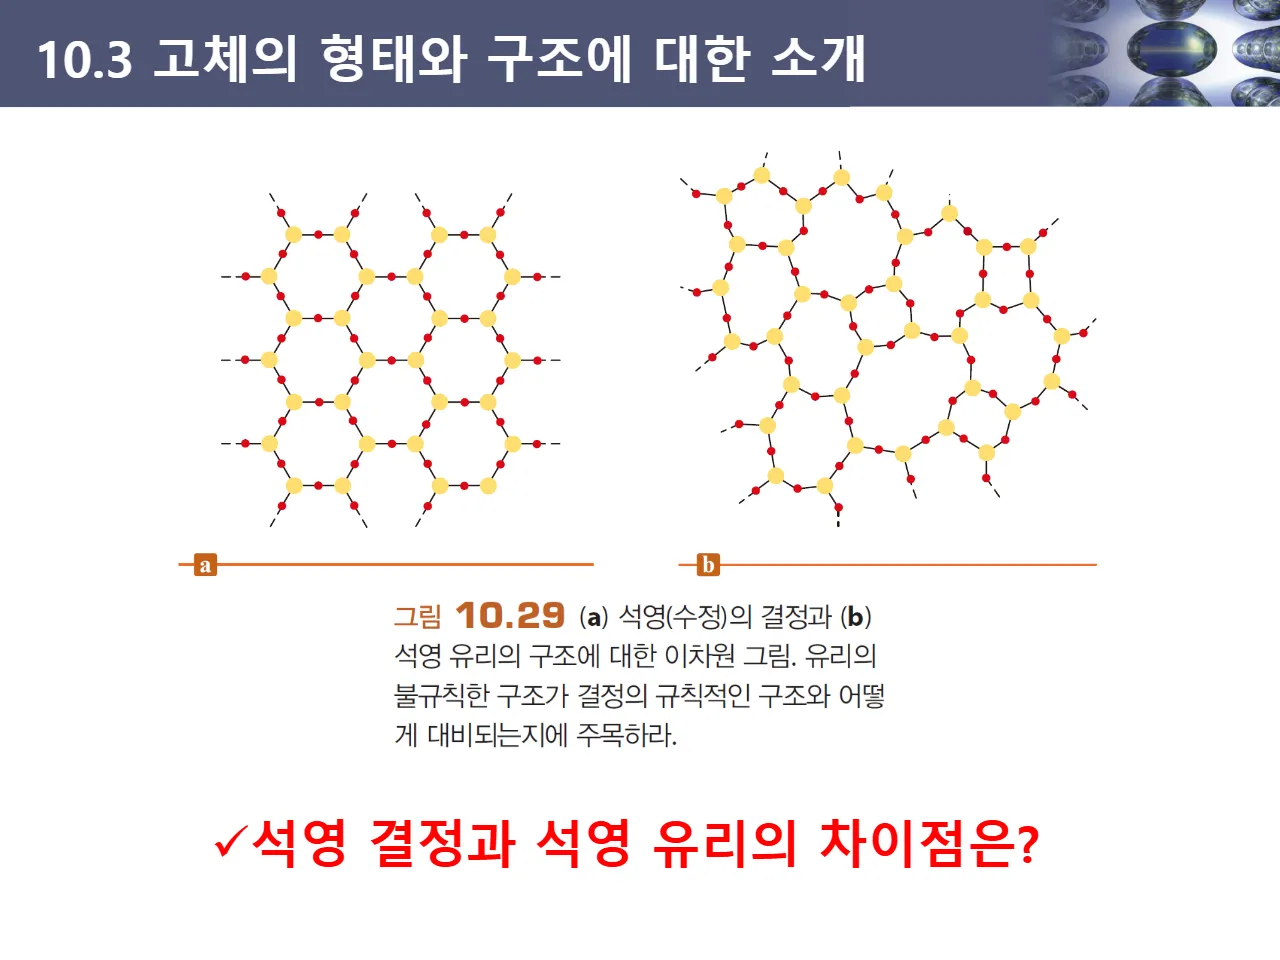 10.3 고체의 형태와 구조에 대한 소개
a
b
그림 10.29 (a) 석영(수정)의 결정과 (b)
석영 유리의 구조에 대한 이차원 그림. 유리의
불규칙한 구조가 결정의 규칙적인 구조와 어떻
게 대비되는지에 주목하라.
✓석영 결정과 석영 유리의 차이점은?